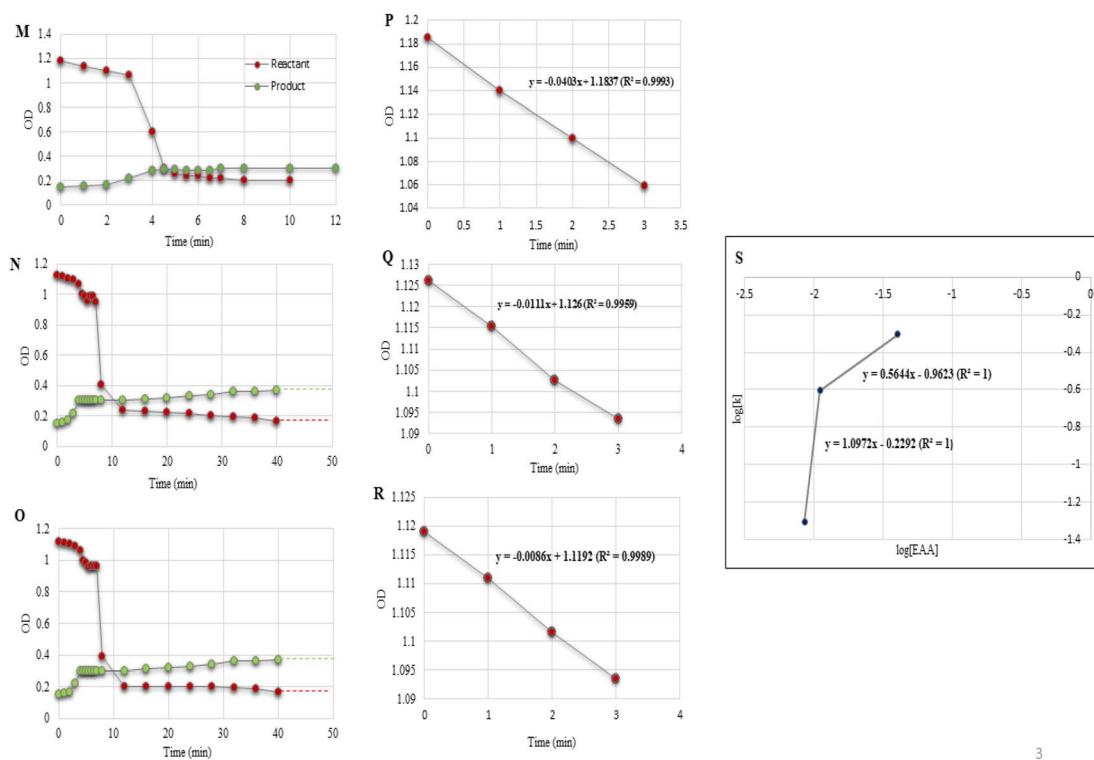 M
1.4
1.2
1
0.8
0.6
0.4
0.2
0
OD
Reactant
Product
0 2 4 6 8 10 12
Time (min)
P
1.2
1.18
1.16
1.14
1.12
1.1
1.08
1.06
1.04
OD
y = -0.0403x + 1.1837 (R² = 0.9993)
0 0.5 1 1.5 2 2.5 3 3.5
Time (min)
N
1.2
1
0.8
0.6
0.4
0.2
0
OD
0 10 20 30 40 50
Time (min)
Q
1.13
1.125
1.12
1.115
1.11
1.105
1.1
1.095
1.09
OD
y = -0.0111x + 1.126 (R² = 0.9959)
0 1 2 3 4
Time (min)
S
-2.5 -2 -1.5 -1 -0.5 0
0
-0.2
-0.4
-0.6
-0.8
-1
-1.2
-1.4
log[k]
y = 0.5644x - 0.9623 (R² = 1)
y = 1.0972x - 0.2292 (R² = 1)
log[EAA]
O
1.2
1
0.8
0.6
0.4
0.2
0
OD
0 10 20 30 40 50
Time (min)
R
1.125
1.12
1.115
1.11
1.105
1.1
1.095
1.09
OD
y = -0.0086x + 1.1192 (R² = 0.9989)
0 1 2 3 4
Time (min)
3